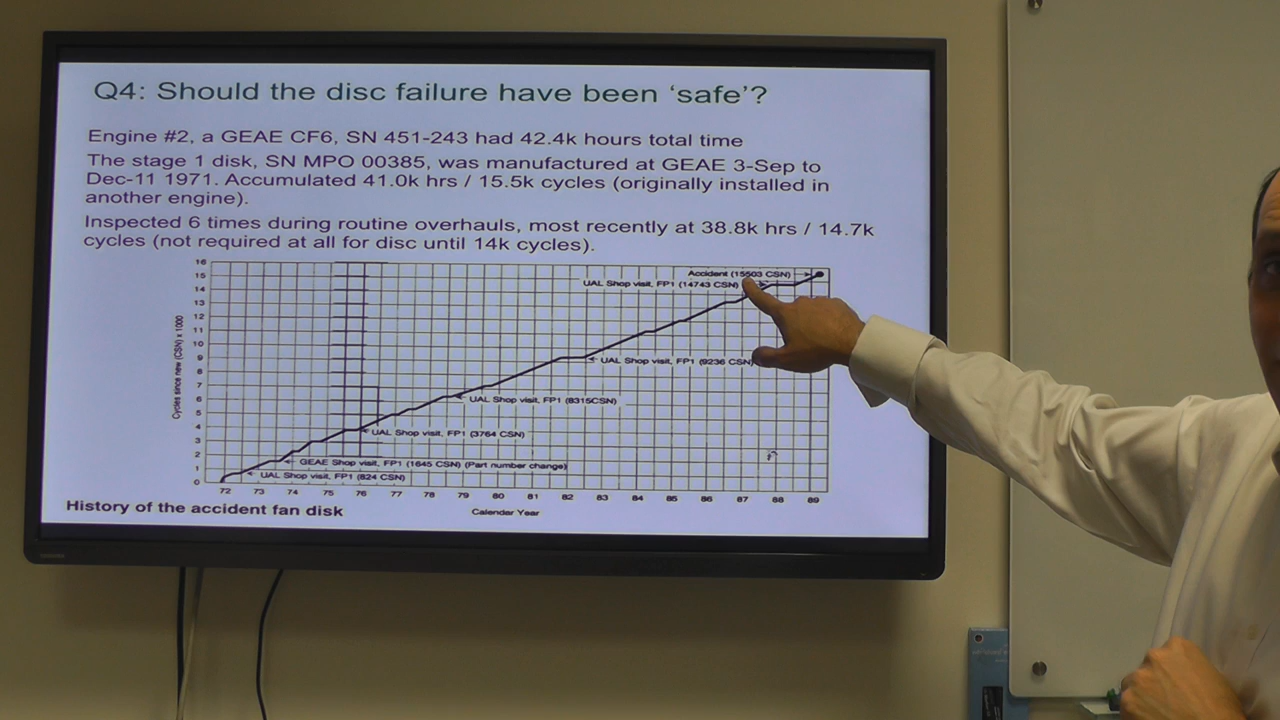 Q4: Should the disc failure have been ‘safe’?
Engine #2, a GEAE CF6, SN 451-243 had 42.4k hours total time
The stage 1 disk, SN MPO 00385, was manufactured at GEAE 3-Sep to
Dec-11 1971. Accumulated 41.0k hrs / 15.5k cycles (originally installed in
another engine).
Inspected 6 times during routine overhauls, most recently at 38.8k hrs / 14.7k
cycles (not required at all for disc until 14k cycles).
16
15
14
13
12
11
10
9
8
7
6
5
4
3
2
1
0
Cycles since new (CSN) x 1000
Accident (15503 CSN)
UAL Shop visit, FP1 (14743 CSN)
UAL Shop visit, FP1 (9236 CSN)
UAL Shop visit, FP1 (8315CSN)
UAL Shop visit, FP1 (3764 CSN)
GEAE Shop visit, FP1 (1645 CSN) (Part number change)
UAL Shop visit, FP1 (824 CSN)
72 73 74 75 76 77 78 79 80 81 82 83 84 85 86 87 88 89
Calender Year
History of the accident fan disk